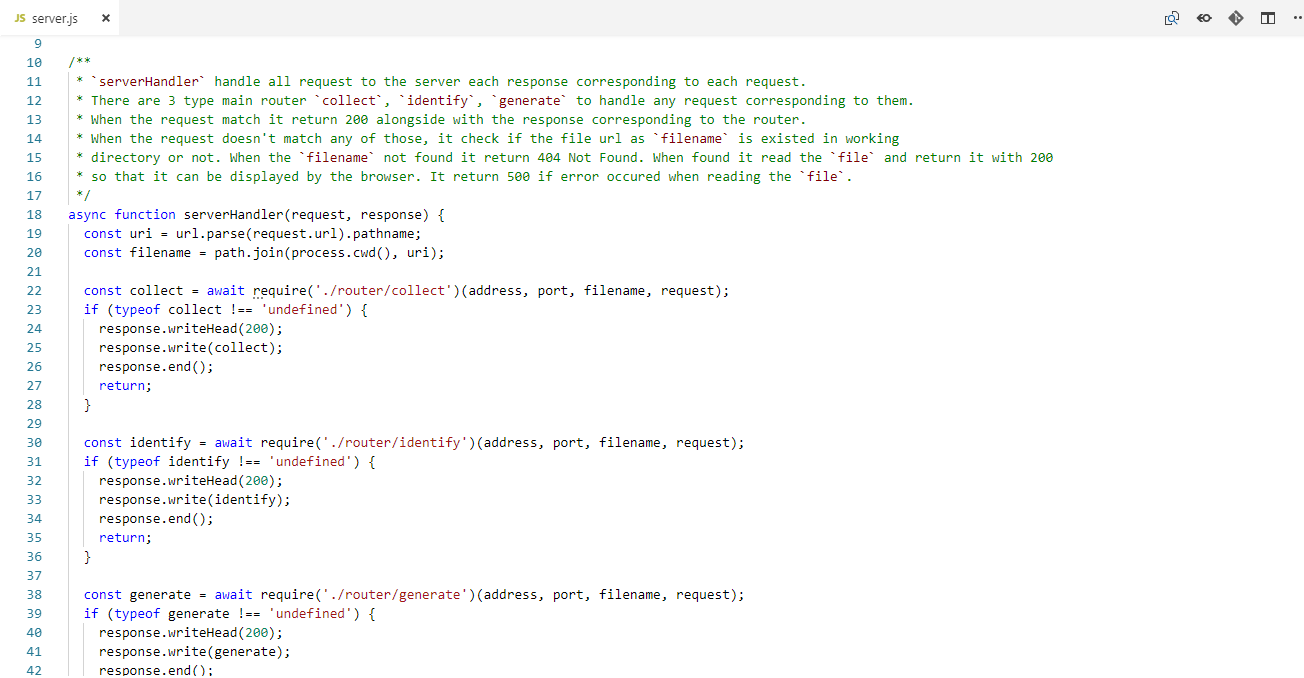 JS server.js ×
9
10 /**
11 * `serverHandler` handle all request to the server each response corresponding to each request.
12 * There are 3 type main router `collect`, `identify`, `generate` to handle any request corresponding to them.
13 * When the request match it return 200 alongside with the response corresponding to the router.
14 * When the request doesn't match any of those, it check if the file url as `filename` is existed in working
15 * directory or not. When the `filename` not found it return 404 Not Found. When found it read the `file` and return it with 200
16 * so that it can be displayed by the browser. It return 500 if error occured when reading the `file`.
17 */
18 async function serverHandler(request, response) {
19 const uri = url.parse(request.url).pathname;
20 const filename = path.join(process.cwd(), uri);
21
22 const collect = await require('./router/collect')(address, port, filename, request);
23 if (typeof collect !== 'undefined') {
24 response.writeHead(200);
25 response.write(collect);
26 response.end();
27 return;
28 }
29
30 const identify = await require('./router/identify')(address, port, filename, request);
31 if (typeof identify !== 'undefined') {
32 response.writeHead(200);
33 response.write(identify);
34 response.end();
35 return;
36 }
37
38 const generate = await require('./router/generate')(address, port, filename, request);
39 if (typeof generate !== 'undefined') {
40 response.writeHead(200);
41 response.write(generate);
42 response.end();